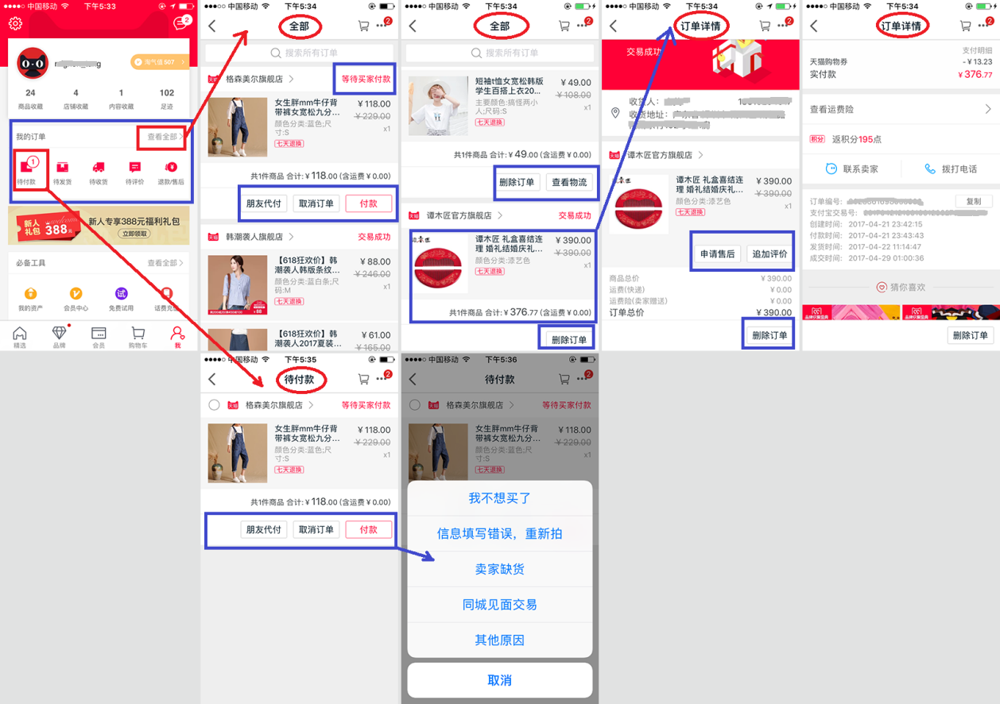 中国移动 下午5:33
2
淘气值 507
24 4 1 102
商品收藏 店铺收藏 内容收藏 足迹
我的订单 查看全部
1
待付款 待发货 待收货 待评价 退款/售后
新人礼包 388元
新人专享388元福利礼包
立即领取
必备工具 查看全部
我的资产 会员中心 免费试用
试
精选 品牌 会员 购物车 我
中国移动 下午5:34
全部
2
搜索所有订单
天猫 格森美尔旗舰店 等待买家付款
女生胖mm牛仔背 ¥118.00
带裤女宽松九分... ¥229.00
颜色分类:蓝色;尺 x1
寸:S
七天退换
共1件商品 合计:¥118.00 (含运费¥0.00)
朋友代付 取消订单 付款
天猫 韩潮袭人旗舰店 交易成功
【618狂欢价】韩 ¥88.00
潮袭人韩版条纹... ¥246.00
颜色分类:蓝白条;尺 x1
码:M
七天退换
【618狂欢价】韩 ¥61.00
潮袭人2017夏装... ¥165.00
中国移动 下午5:34
全部
2
搜索所有订单
短袖t恤女宽松韩版 ¥49.00
学生百搭上衣20... ¥108.00
主要颜色:搞怪两小 x1
人;尺码:S
七天退换
共1件商品 合计:¥49.00 (含运费¥0.00)
删除订单 查看物流
天猫 谭木匠官方旗舰店 交易成功
谭木匠 礼盒喜结连 ¥390.00
理 婚礼结婚庆礼... ¥390.00
颜色分类:漆艺色 x1
七天退换
共1件商品 合计:¥376.77 (含运费¥0.00)
删除订单
中国移动 下午5:34
订单详情
2
交易成功
收货人:
收货地址:
天猫 谭木匠官方旗舰店
谭木匠 礼盒喜结连 ¥390.00
理 婚礼结婚庆礼... ¥390.00
颜色分类:漆艺色 x1
七天退换
申请售后 追加评价
商品总价 ¥390.00
运费(快递) ¥0.00
运费险(卖家赠送) ¥0.00
订单总价 ¥390.00
删除订单
中国移动 下午5:34
订单详情
2
支付明细
天猫购物券 -¥13.23
实付款 ¥376.77
查看运费险
积分 返积分195点
联系卖家 拨打电话
订单编号: 复制
支付宝交易号:
创建时间: 2017-04-21 23:42:15
付款时间: 2017-04-21 23:43:43
发货时间: 2017-04-22 11:14:47
成交时间: 2017-04-29 01:00:36
猜你喜欢
删除订单
中国移动 下午5:35
待付款
2
天猫 格森美尔旗舰店 等待买家付款
女生胖mm牛仔背 ¥118.00
带裤女宽松九分... ¥229.00
颜色分类:蓝色;尺 x1
寸:S
七天退换
共1件商品 合计:¥118.00 (含运费¥0.00)
朋友代付 取消订单 付款
中国移动 下午5:36
待付款
2
天猫 格森美尔旗舰店 等待买家付款
女生胖mm牛仔背 ¥118.00
带裤女宽松九分... ¥229.00
颜色分类:蓝色;尺 x1
寸:S
七天退换
我不想买了
信息填写错误，重新拍
卖家缺货
同城见面交易
其他原因
取消